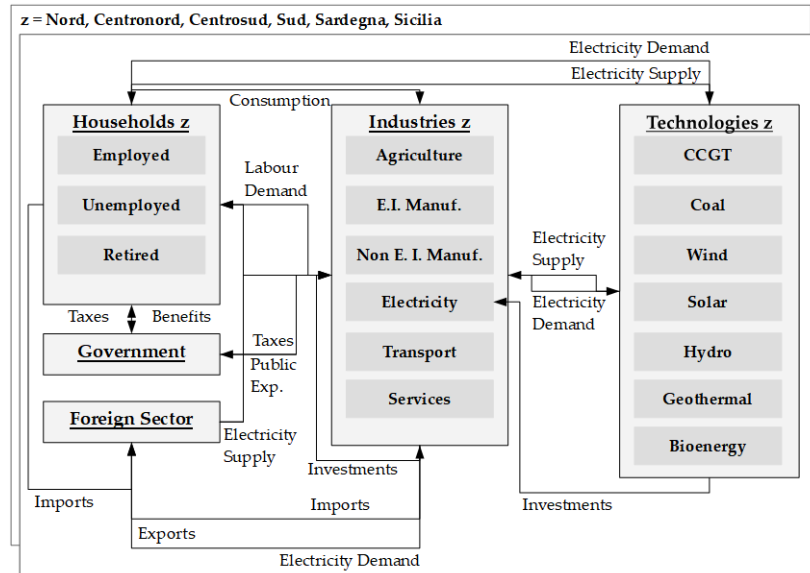 z = Nord, Centronord, Centrosud, Sud, Sardegna, Sicilia
Electricity Demand
Electricity Supply
Consumption
Households z
Employed
Unemployed
Retired
Industries z
Agriculture
E.I. Manuf.
Non E. I. Manuf.
Electricity
Transport
Services
Technologies z
CCGT
Coal
Wind
Solar
Hydro
Geothermal
Bioenergy
Labour
Demand
Electricity
Supply
Electricity
Demand
Taxes
Benefits
Government
Taxes
Public
Exp.
Foreign Sector
Electricity
Supply
Investments
Investments
Imports
Imports
Exports
Electricity Demand